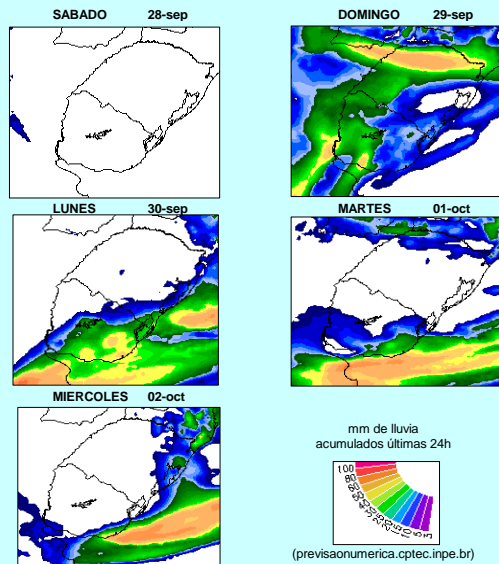 SABADO 28-sep
DOMINGO 29-sep
LUNES 30-sep
MARTES 01-oct
MIERCOLES 02-oct
mm de lluvia
acumulados últimas 24h
100
80
60
50
(previsaonumerica.cptec.inpe.br)